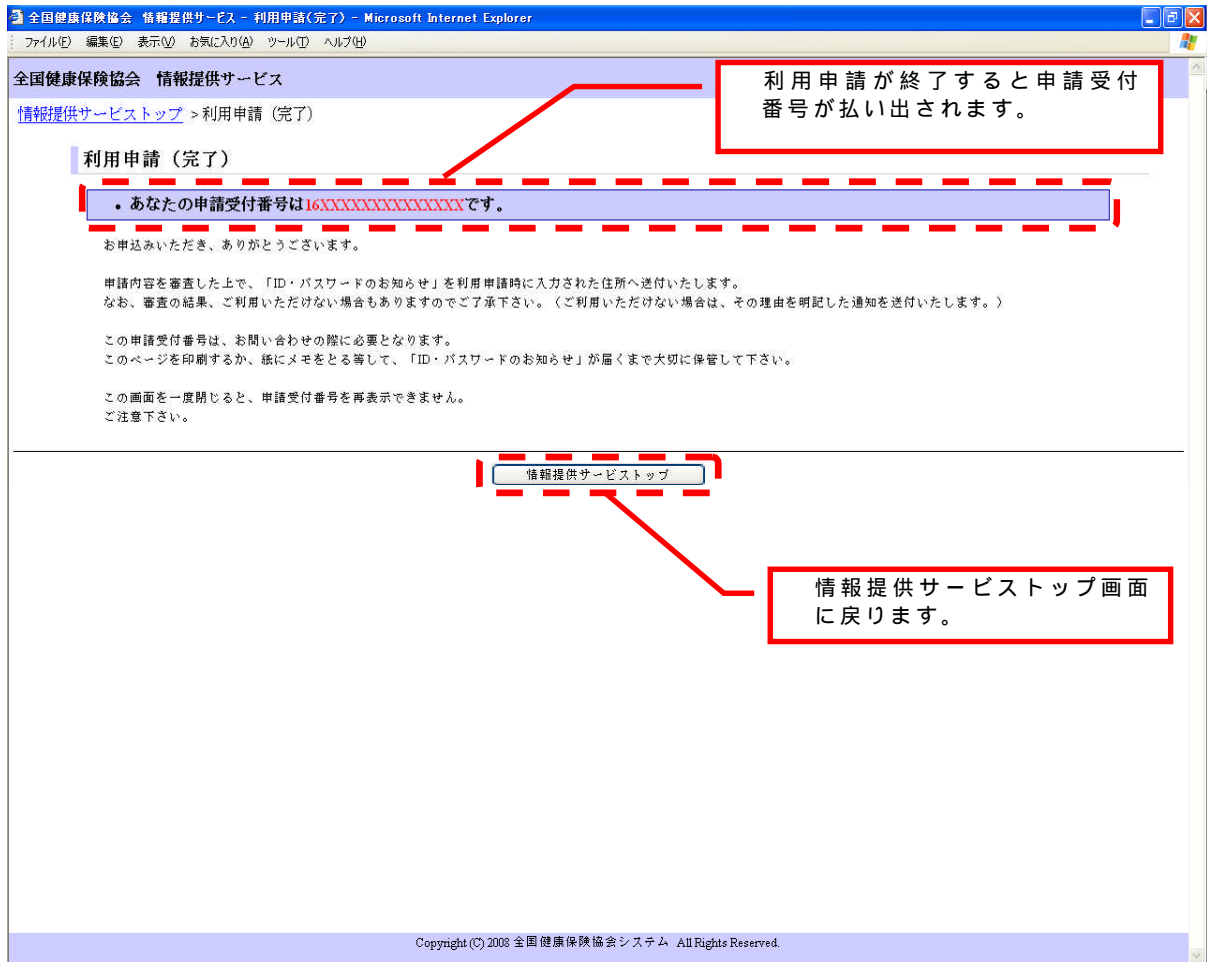 全国健康保険協会 情報提供サービス - 利用申請(完了) - Microsoft Internet Explorer
ファイル(F) 編集(E) 表示(V) お気に入り(A) ツール(T) ヘルプ(H)
全国健康保険協会 情報提供サービス
利用申請が終了すると申請受付
番号が払い出されます。
情報提供サービストップ > 利用申請（完了）
利用申請（完了）
・あなたの申請受付番号は16XXXXXXXXXXXXXXです。
お申込みいただき、ありがとうございます。
申請内容を審査した上で、「ID・パスワードのお知らせ」を利用申請時に入力された住所へ送付いたします。
なお、審査の結果、ご利用いただけない場合もありますのでご了承下さい。（ご利用いただけない場合は、その理由を明記した通知を送付いたします。）
この申請受付番号は、お問い合わせの際に必要となります。
このページを印刷するか、紙にメモをとる等して、「ID・パスワードのお知らせ」が届くまで大切に保管して下さい。
この画面を一度閉じると、申請受付番号を再表示できません。
ご注意下さい。
情報提供サービストップ
情報提供サービストップ画面
に戻ります。
Copyright (C) 2008 全国健康保険協会システム All Rights Reserved.